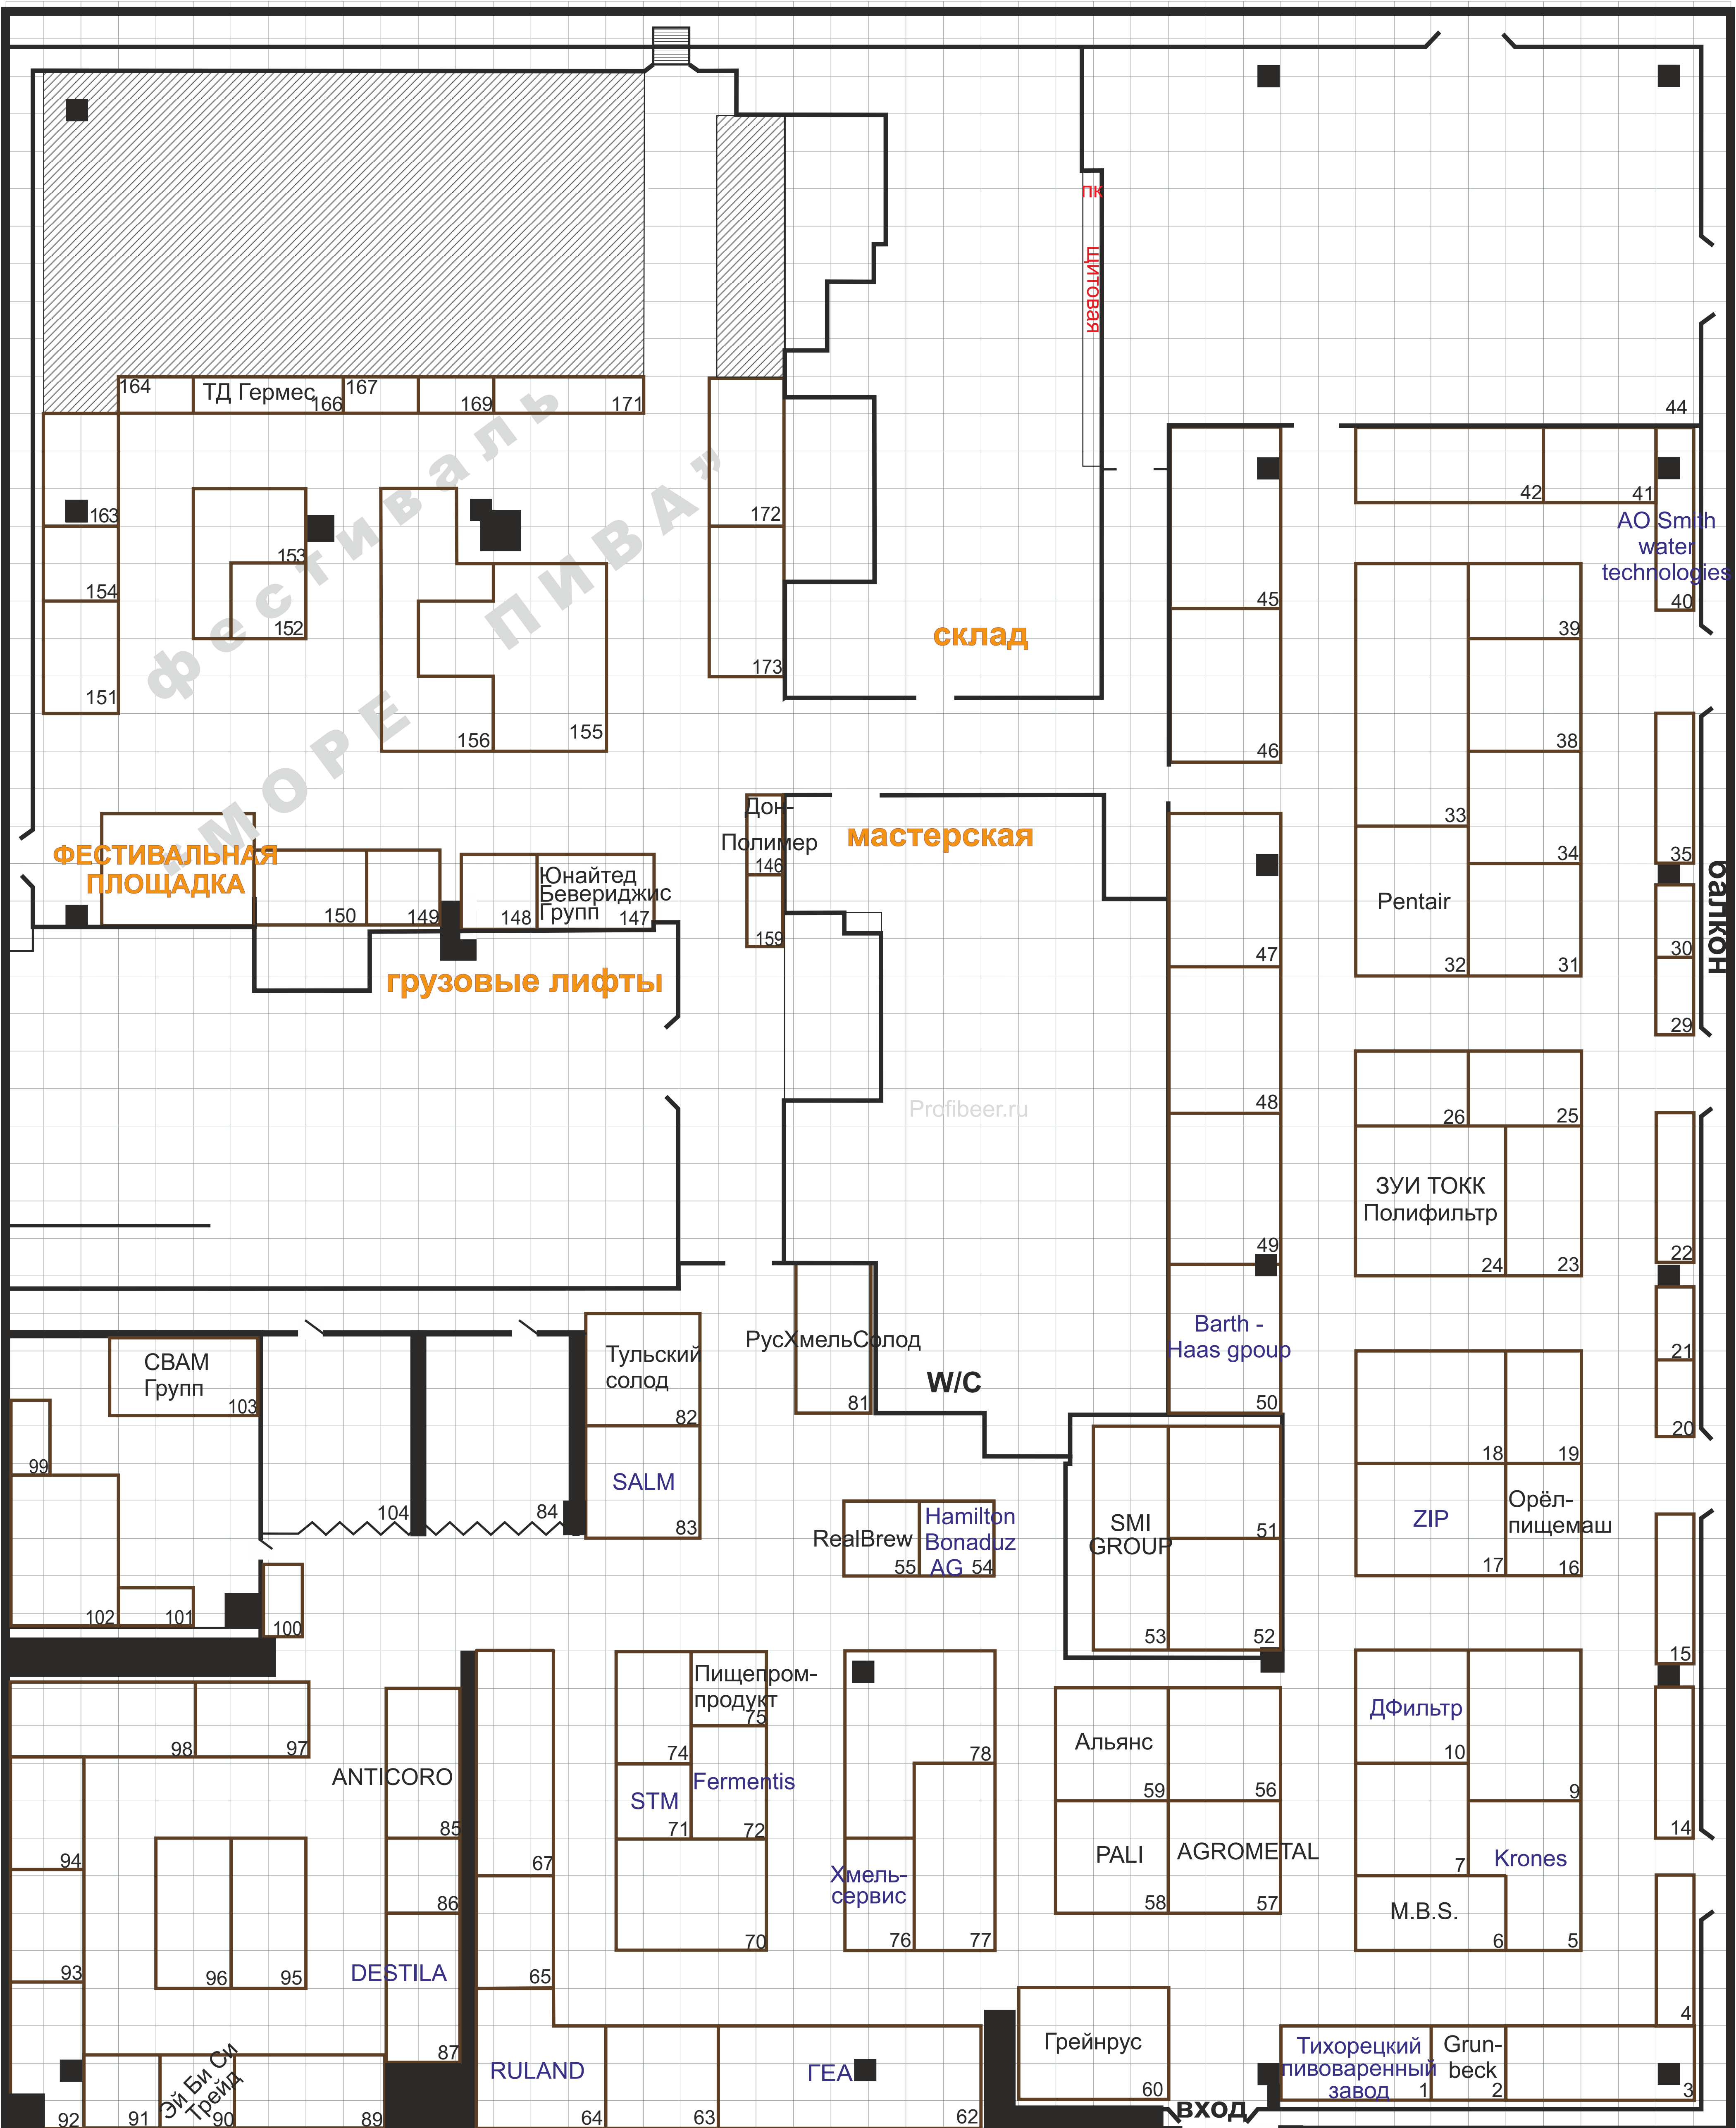 пк
щитовая
164
ТД Гермес
166
167
169
171
44
фестиваль
"МОРЕ ПИВА"
163
154
151
153
152
156
155
172
173
склад
45
46
42
41
AO Smith
water
technologies
40
39
38
33
34
35
Pentair
32
31
30
29
балкон
ФЕСТИВАЛЬНАЯ
ПЛОЩАДКА
150
149
148
Юнайтед
Бевериджис
Групп
147
Дон-
Полимер
146
159
мастерская
грузовые лифты
47
48
49
Profibeer.ru
26
25
ЗУИ ТОКК
Полифильтр
24
23
22
21
20
СВАМ
Групп
103
99
104
84
Тульский
солод
82
SALM
83
РусХмельСолод
81
W/C
Barth -
Haas gроup
50
18
19
ZIP
17
Орёл-
пищемаш
16
RealBrew
55
Hamilton
Bonaduz
AG
54
SMI
GROUP
53
51
52
15
102
101
100
98
97
ANTICORO
85
94
86
93
96
95
DESTILA
87
92
91
Эй Би Си
Трейд
90
89
67
65
RULAND
64
63
ГЕА
62
Пищепром-
продукт
75
74
STM
71
Fermentis
72
70
78
Хмель-
сервис
76
77
Альянс
59
56
PALI
58
AGROMETAL
57
ДФильтр
10
9
7
Krones
M.B.S.
6
5
14
4
Грейнрус
60
вход
Тихорецкий
пивоваренный
завод
1
Grun-
beck
2
3